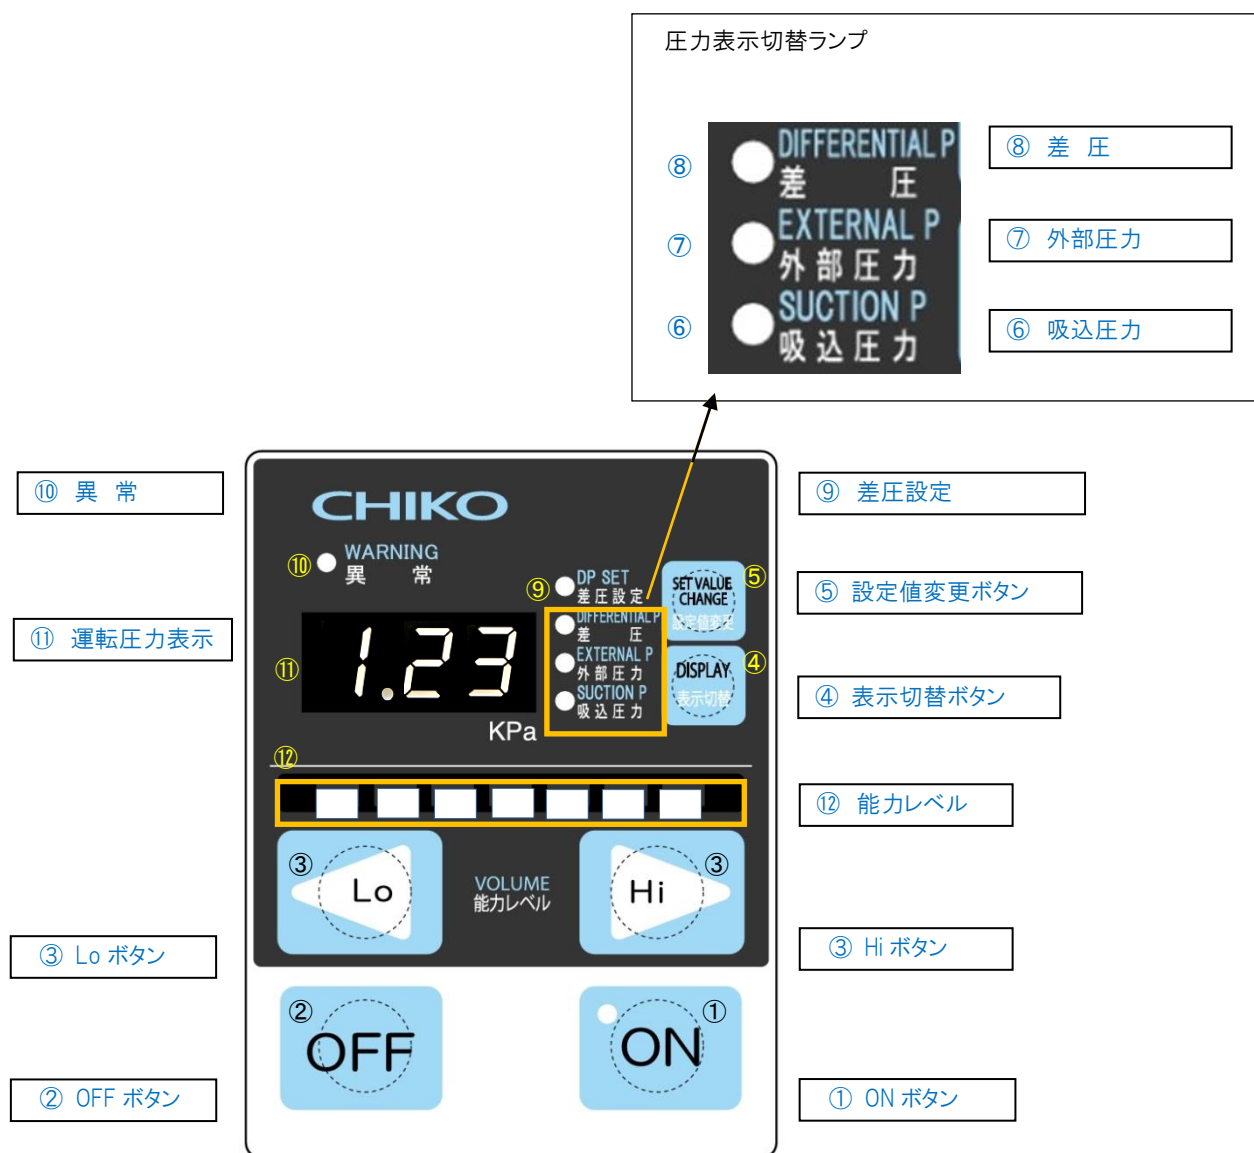 圧力表示切替ランプ
⑧ DIFFERENTIAL P
差 圧
⑧ 差 圧
⑦ EXTERNAL P
外部圧力
⑦ 外部圧力
⑥ SUCTION P
吸込圧力
⑥ 吸込圧力
⑩ 異 常
⑨ 差圧設定
CHIKO
⑩ WARNING
異 常
⑨ DP SET
差圧設定
SET VALUE ⑤
CHANGE
設定値変更
⑤ 設定値変更ボタン
⑪ 運転圧力表示
⑪ 1.23
DIFFERENTIAL P
差 圧
EXTERNAL P
外部圧力
SUCTION P
吸込圧力
④
DISPLAY
表示切替
④ 表示切替ボタン
KPa
⑫
⑫ 能力レベル
③ Lo
VOLUME
能力レベル
Hi ③
③ Lo ボタン
③ Hi ボタン
② OFF
ON ①
② OFF ボタン
① ON ボタン